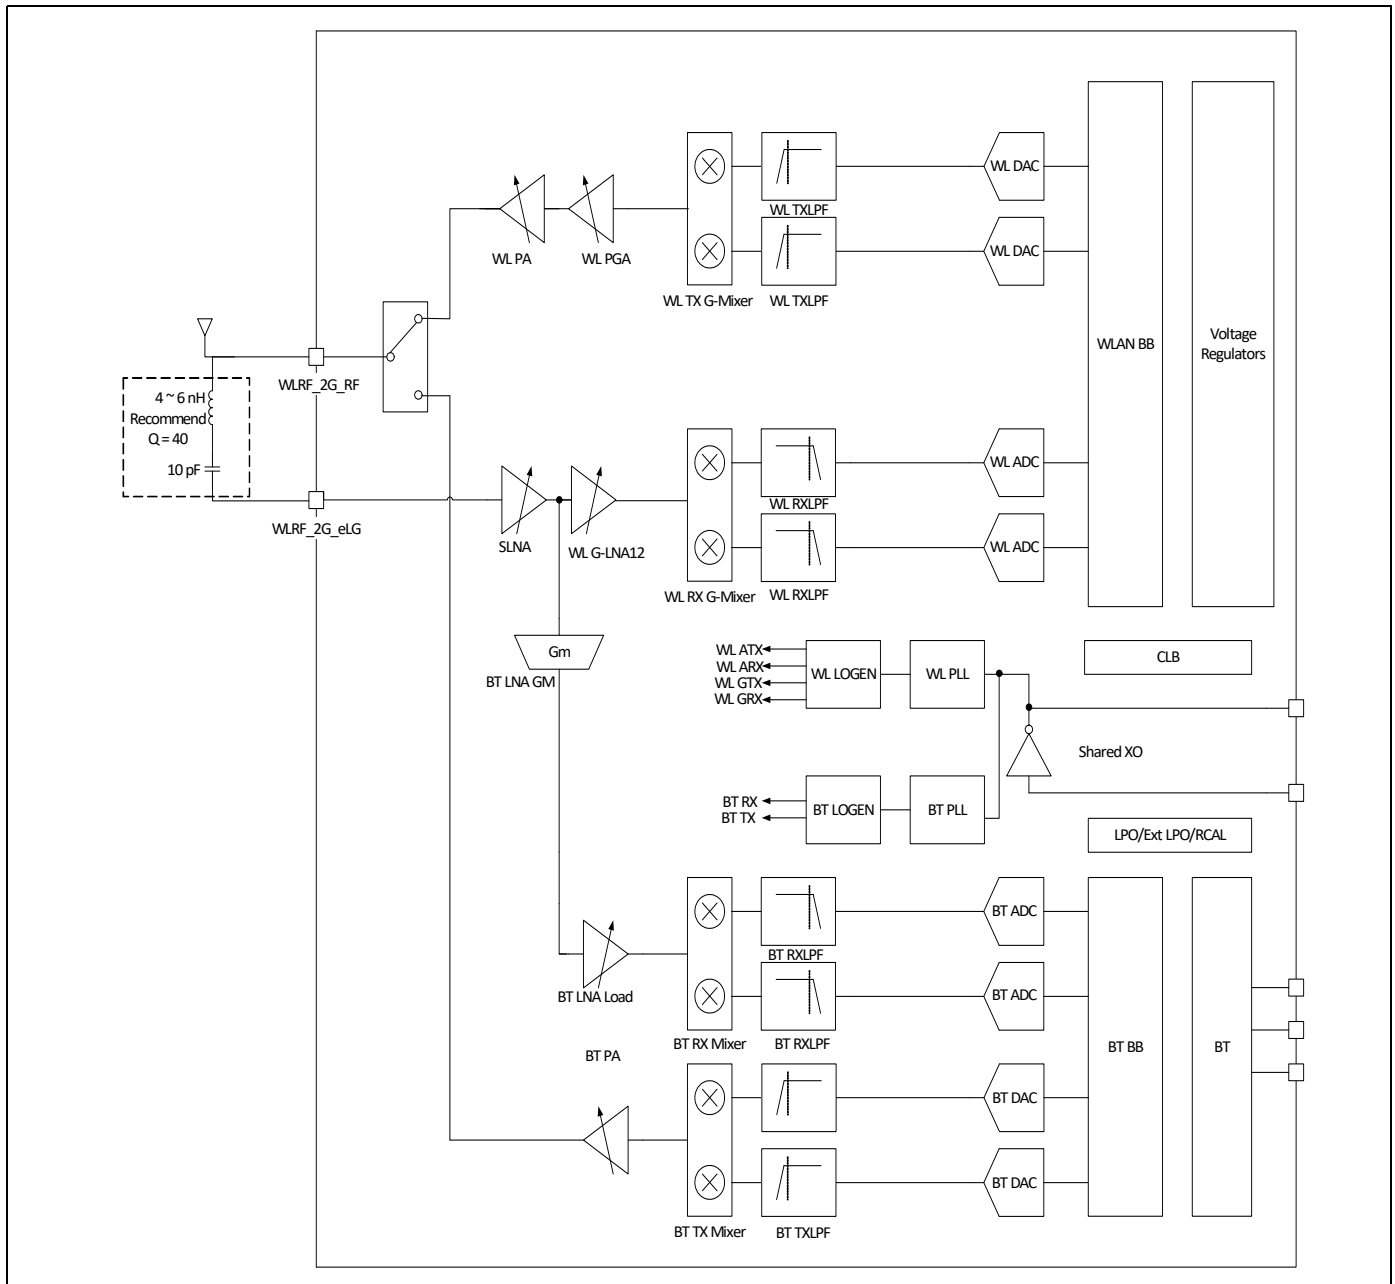 WL DAC
WL TXLPF
WL DAC
WL PA
WL PGA
WL TX G-Mixer
WL TXLPF
WLAN BB
Voltage
Regulators
WLRF_2G_RF
4 ~ 6 nH
Recommend
Q = 40
10 pF
WL ADC
WL RXLPF
WLRF_2G_eLG
SLNA
WL G-LNA12
WL ADC
WL RX G-Mixer
WL RXLPF
Gm
BT LNA GM
WL ATX
WL ARX
WL GTX
WL GRX
WL LOGEN
WL PLL
CLB
Shared XO
BT RX
BT TX
BT LOGEN
BT PLL
LPO/Ext LPO/RCAL
BT ADC
BT RXLPF
BT LNA Load
BT ADC
BT RX Mixer
BT RXLPF
BT PA
BT BB
BT
BT DAC
BT DAC
BT TX Mixer
BT TXLPF